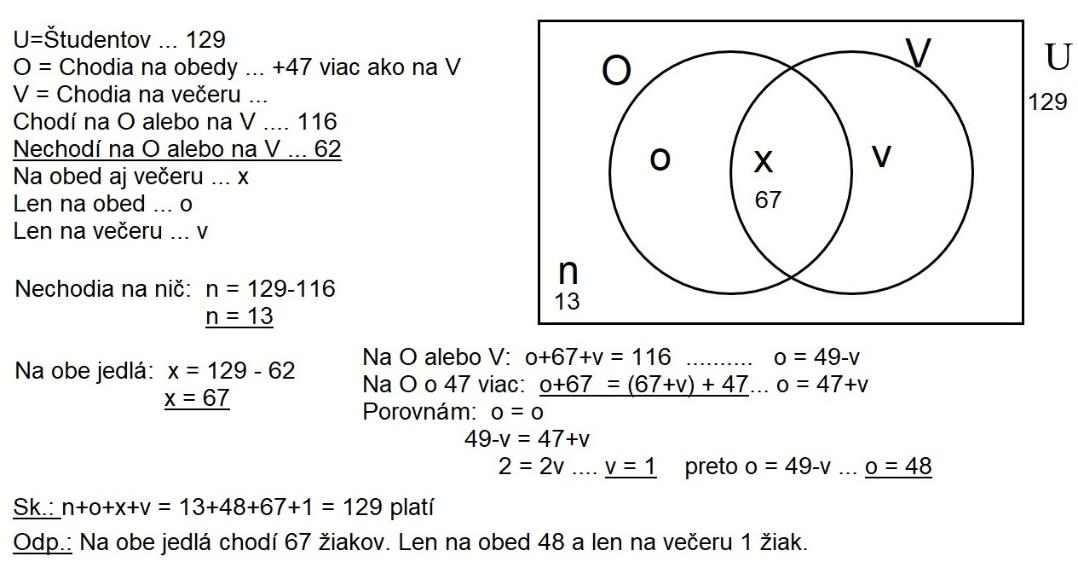 U=Študentov ... 129
O = Chodia na obedy ... +47 viac ako na V
V = Chodia na večeru ...
Chodí na O alebo na V .... 116
Nechodí na O alebo na V ... 62
Na obed aj večeru ... x
Len na obed ... o
Len na večeru ... v
O
V
U
129
o
x
v
67
n
13
Nechodia na nič: n = 129-116
n = 13
Na obe jedlá: x = 129 - 62
x = 67
Na O alebo V: o+67+v = 116 .......... o = 49-v
Na O o 47 viac: o+67 = (67+v) + 47... o = 47+v
Porovnám: o = o
49-v = 47+v
2 = 2v .... v = 1 preto o = 49-v ... o = 48
Sk.: n+o+x+v = 13+48+67+1 = 129 platí
Odp.: Na obe jedlá chodí 67 žiakov. Len na obed 48 a len na večeru 1 žiak.